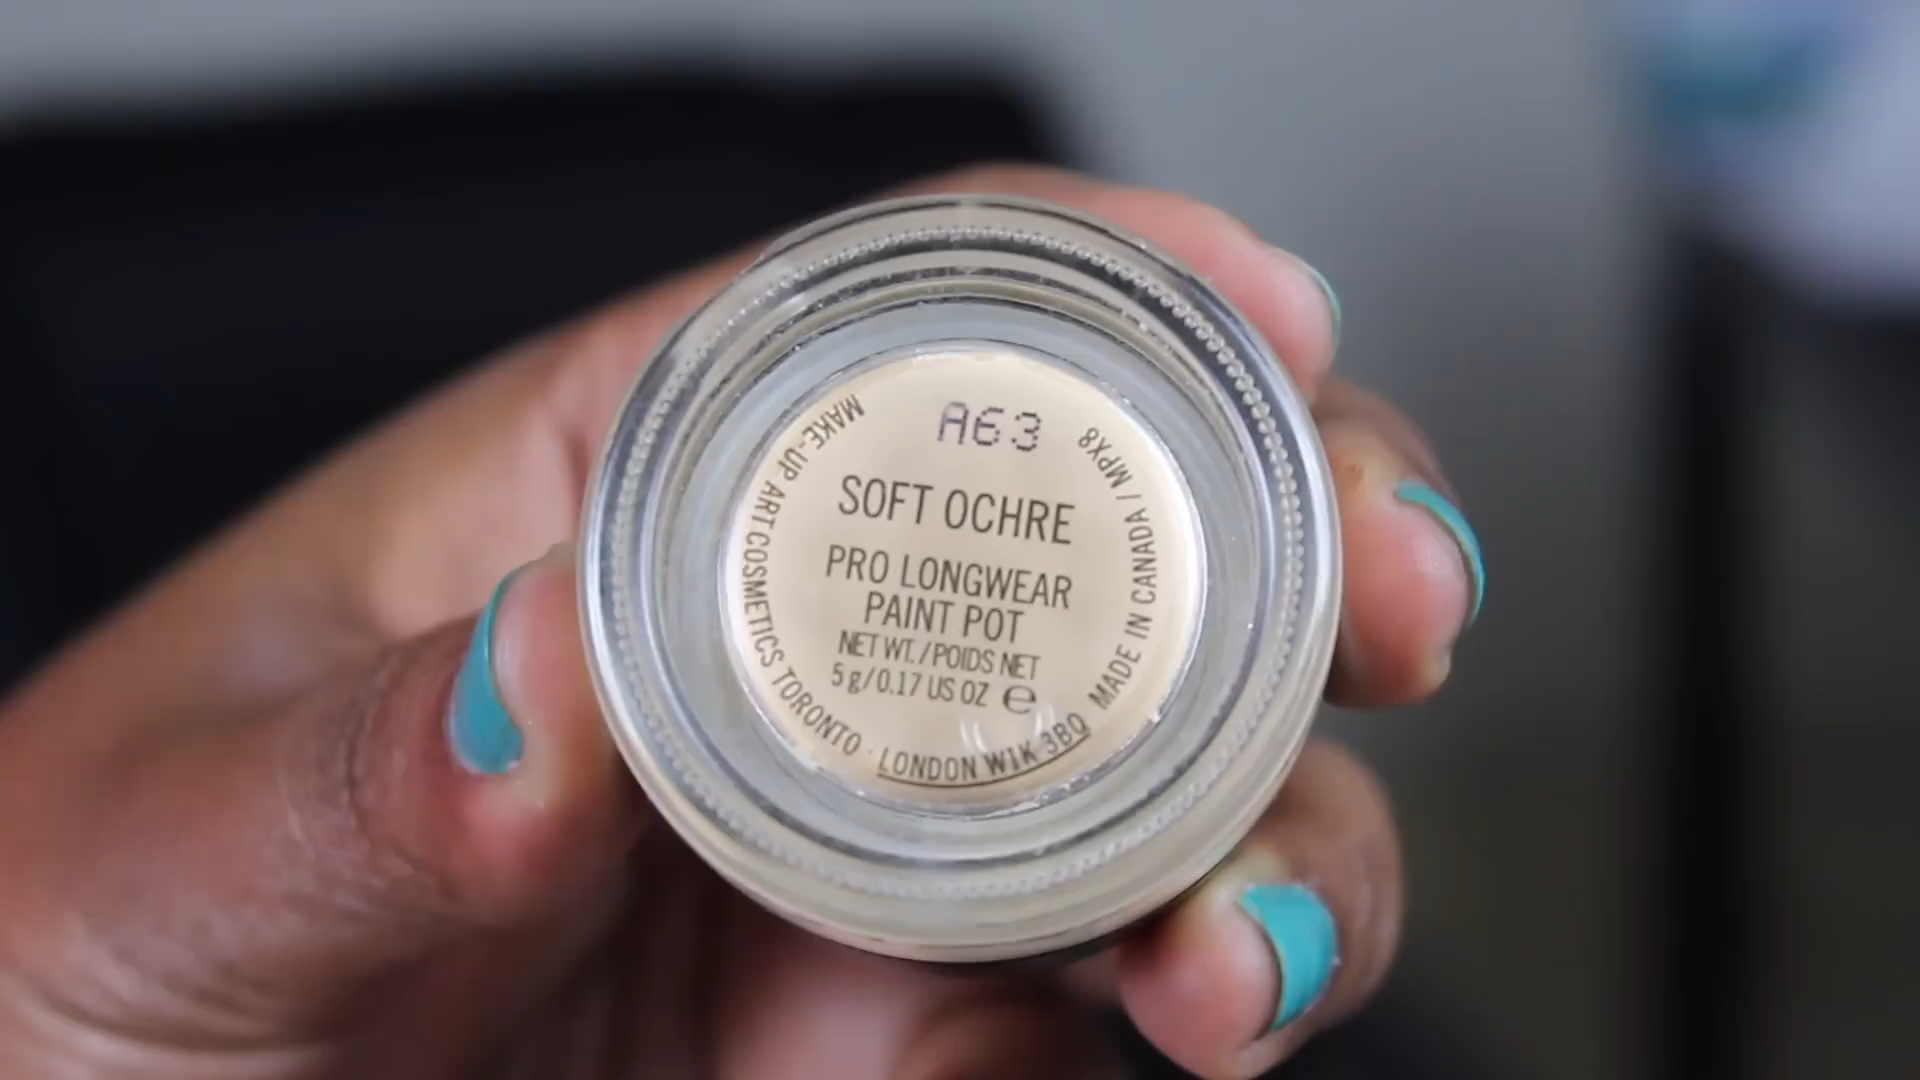 A63
SOFT OCHRE
PRO LONGWEAR
PAINT POT
NET WT./POIDS NET
5 g/0.17 US OZ e
MAKE-UP ART COSMETICS TORONTO · LONDON W1K 3BQ MADE IN CANADA / MPX8